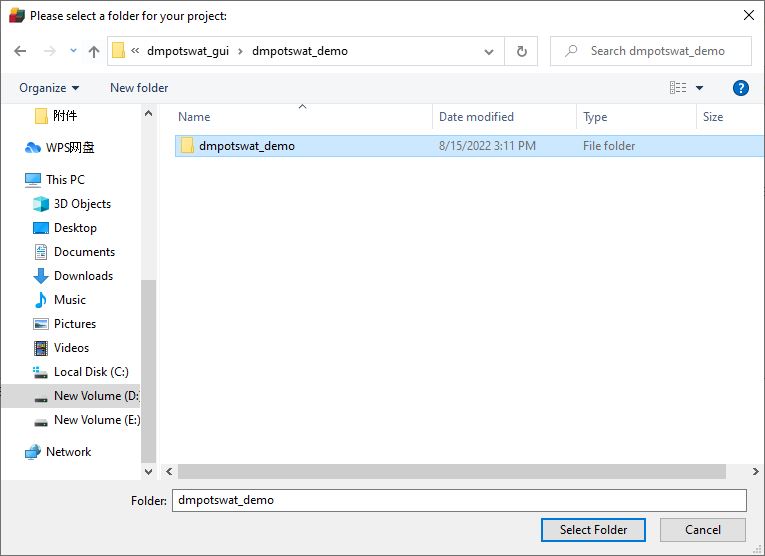 Please select a folder for your project:
« dmpotswat_gui › dmpotswat_demo
Search dmpotswat_demo
Organize
New folder
?
附件
WPS网盘
This PC
3D Objects
Desktop
Documents
Downloads
Music
Pictures
Videos
Local Disk (C:)
New Volume (D:
New Volume (E:)
Network
Name Date modified Type Size
dmpotswat_demo 8/15/2022 3:11 PM File folder
Folder: dmpotswat_demo
Select Folder Cancel